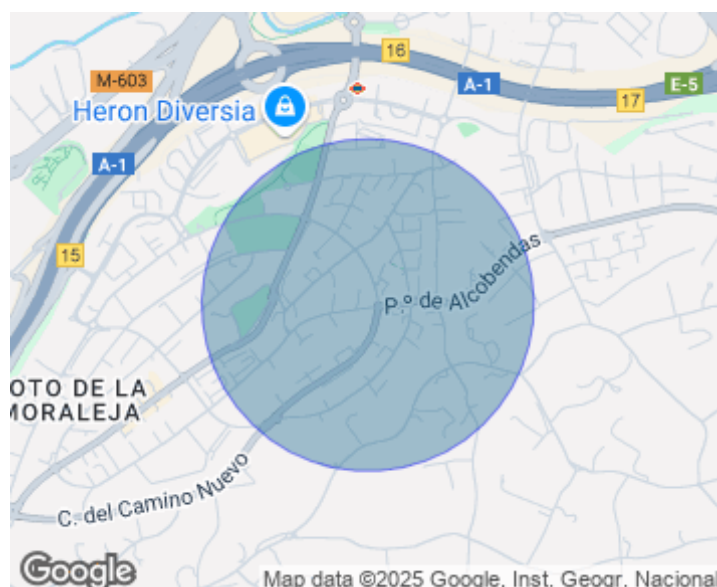 16
M-603
A-1
E-5
Heron Diversia
17
A-1
15
P.º de Alcobendas
OTO DE LA
MORALEJA
C. del Camino Nuevo
Google
Map data ©2025 Google, Inst. Geogr. Nacional